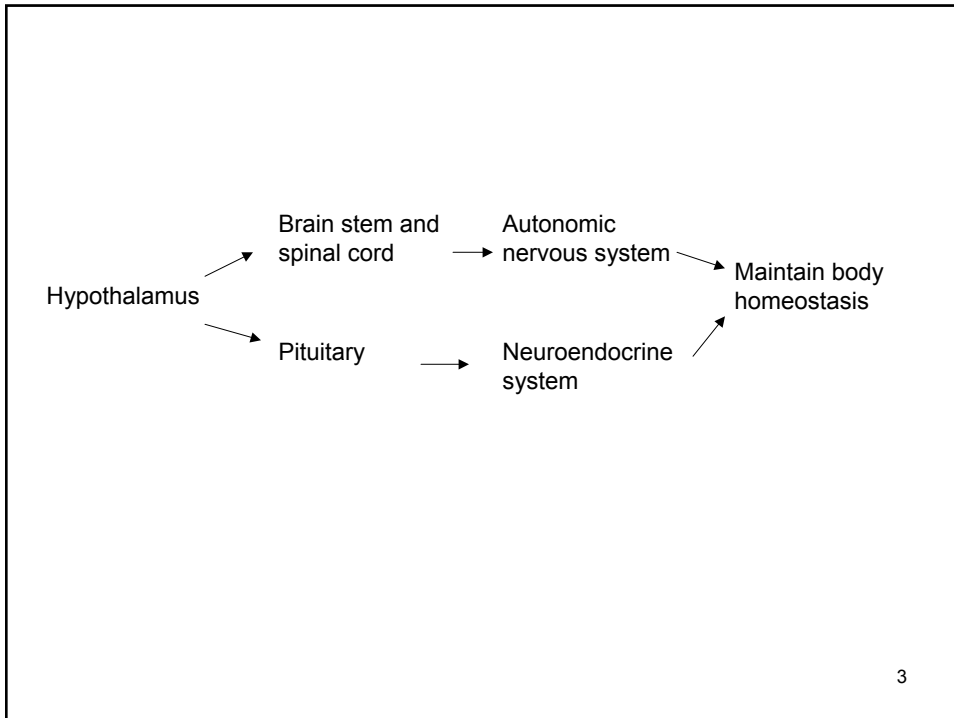 Brain stem and
spinal cord
Autonomic
nervous system
Hypothalamus
Maintain body
homeostasis
Pituitary
Neuroendocrine
system
3